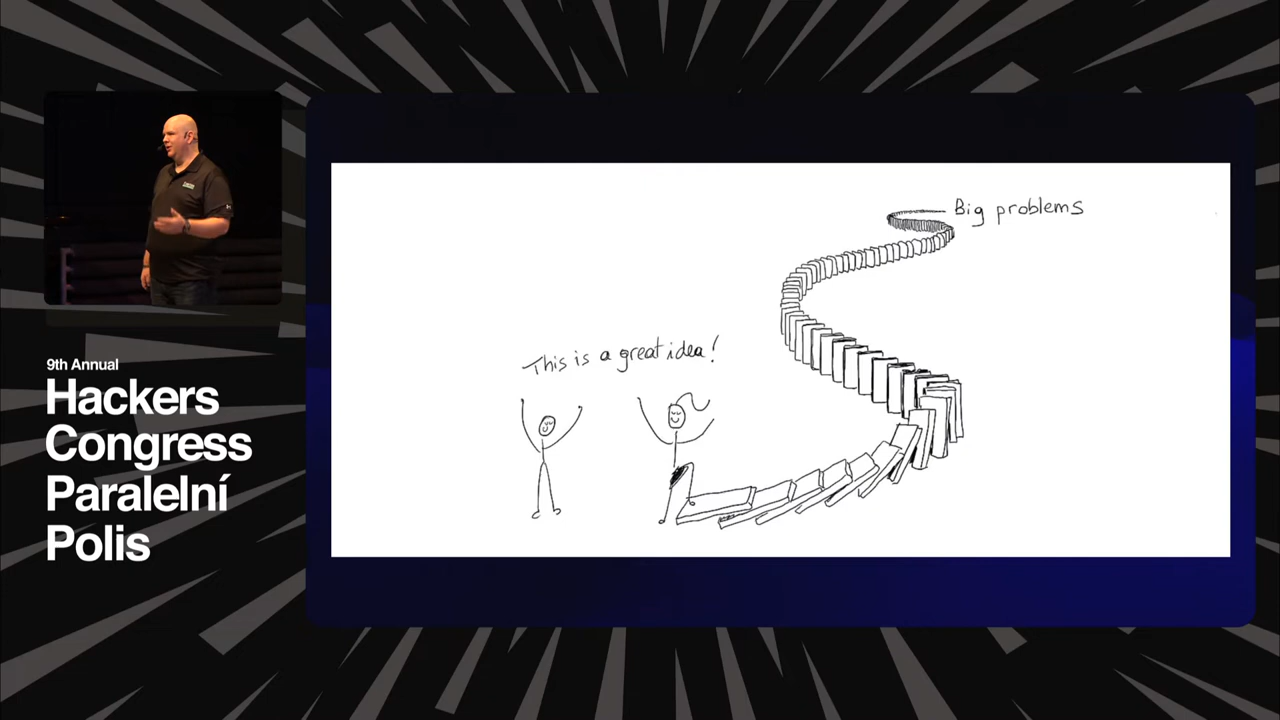 9th Annual
Hackers
Congress
Paralelní
Polis
Big problems
This is a great idea!